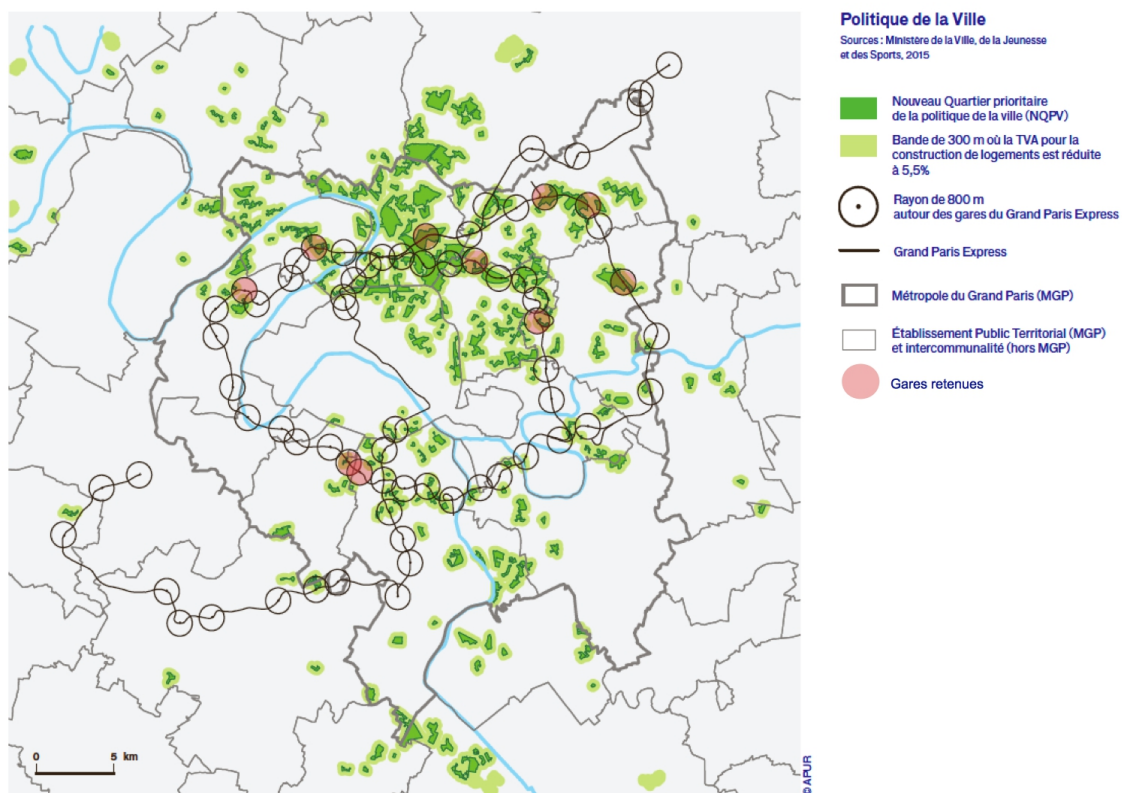 Politique de la Ville
Sources : Ministère de la Ville, de la Jeunesse
et des Sports, 2015
Nouveau Quartier prioritaire
de la politique de la ville (NQPV)
Bande de 300 m où la TVA pour la
construction de logements est réduite
à 5,5%
Rayon de 800 m
autour des gares du Grand Paris Express
Grand Paris Express
Métropole du Grand Paris (MGP)
Établissement Public Territorial (MGP)
et intercommunalité (hors MGP)
Gares retenues
0 5 km
© APUR